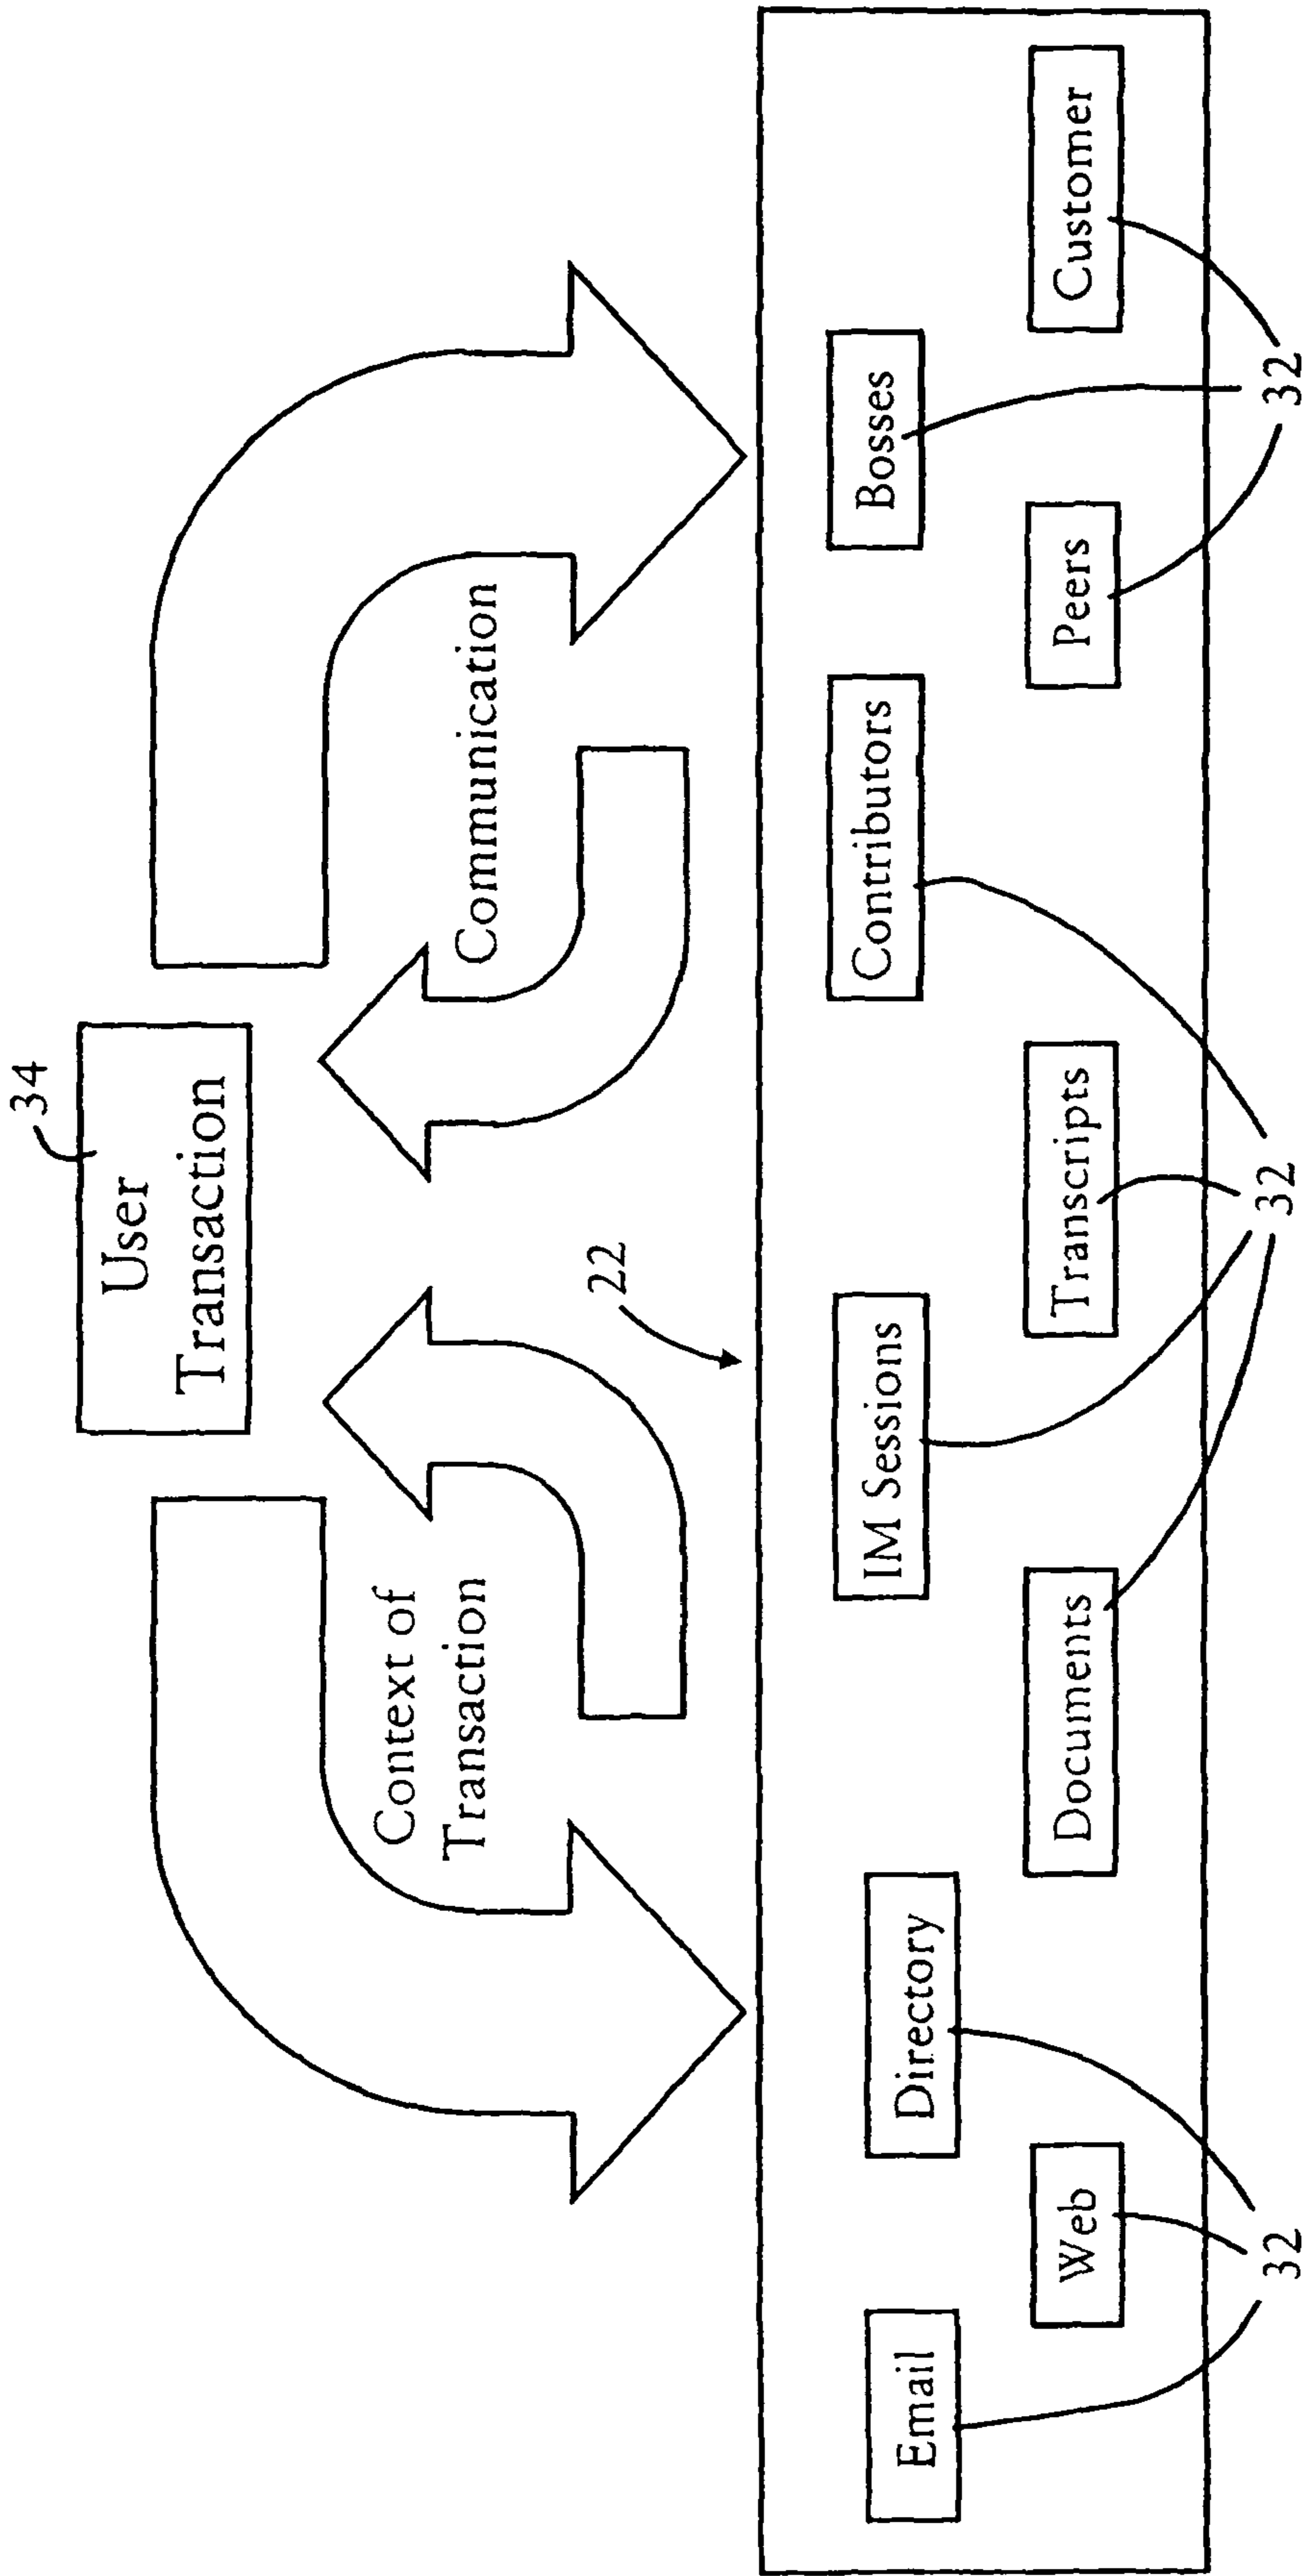 34
User
Transaction
Context of
Transaction
Communication
22
Email
Directory
IM Sessions
Contributors
Bosses
Web
Documents
Transcripts
Peers
Customer
32
32
32